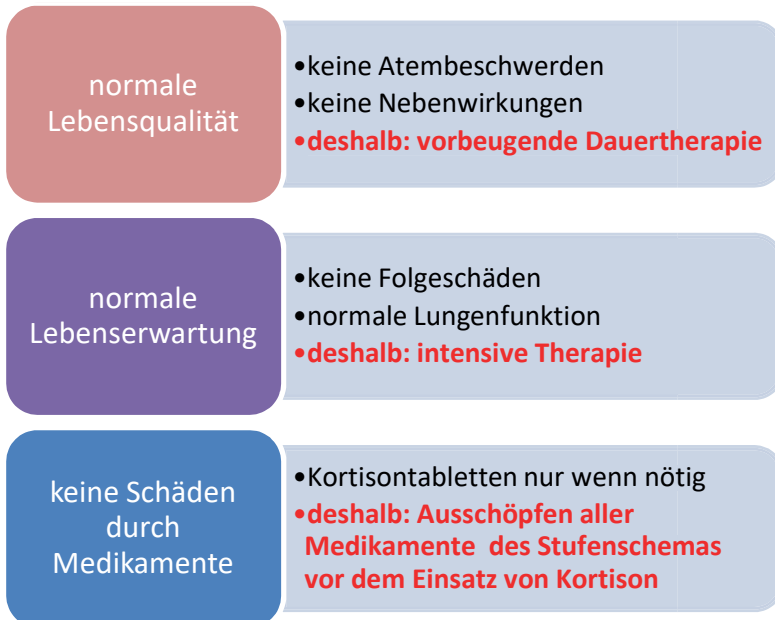 normale
Lebensqualität
•keine Atembeschwerden
•keine Nebenwirkungen
•deshalb: vorbeugende Dauertherapie
normale
Lebenserwartung
•keine Folgeschäden
•normale Lungenfunktion
•deshalb: intensive Therapie
keine Schäden
durch
Medikamente
•Kortisontabletten nur wenn nötig
•deshalb: Ausschöpfen aller
Medikamente des Stufenschemas
vor dem Einsatz von Kortison